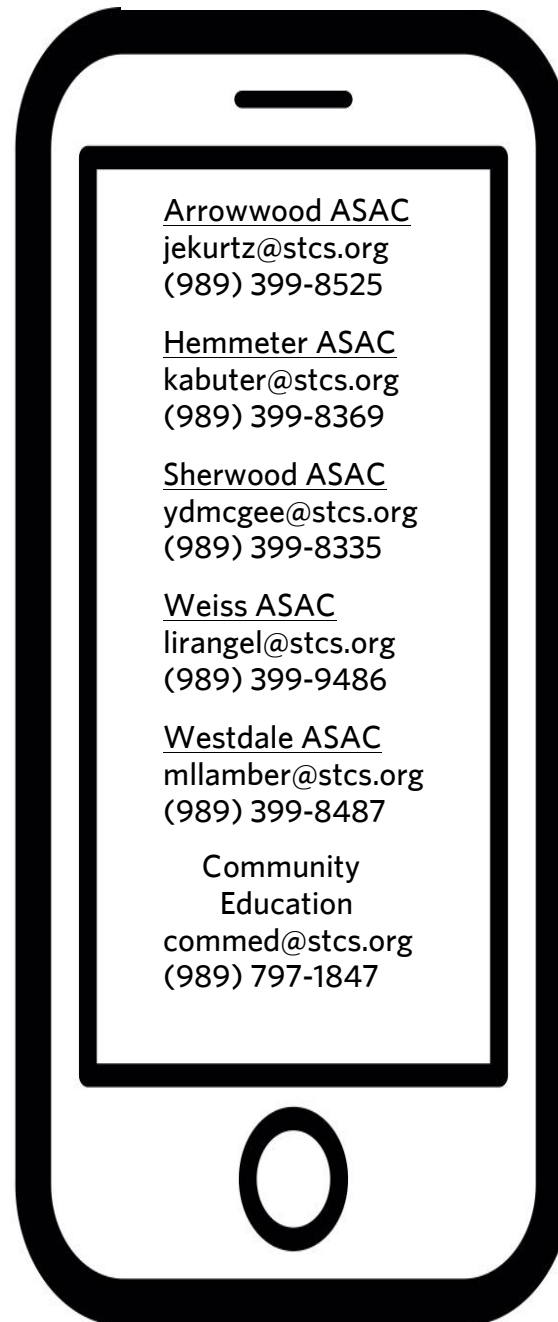 Arrowwood ASAC
jekurtz@stcs.org
(989) 399-8525
Hemmeter ASAC
kabuter@stcs.org
(989) 399-8369
Sherwood ASAC
ydmcgee@stcs.org
(989) 399-8335
Weiss ASAC
lirangel@stcs.org
(989) 399-9486
Westdale ASAC
mllamber@stcs.org
(989) 399-8487
Community
Education
commed@stcs.org
(989) 797-1847